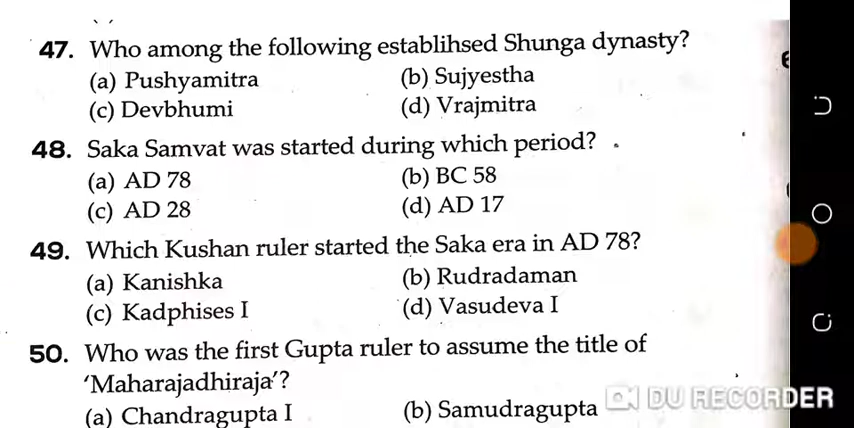 47. Who among the following establihsed Shunga dynasty?
(a) Pushyamitra (b) Sujyestha
(c) Devbhumi (d) Vrajmitra
48. Saka Samvat was started during which period?
(a) AD 78 (b) BC 58
(c) AD 28 (d) AD 17
49. Which Kushan ruler started the Saka era in AD 78?
(a) Kanishka (b) Rudradaman
(c) Kadphises I (d) Vasudeva I
50. Who was the first Gupta ruler to assume the title of
‘Maharajadhiraja’?
(a) Chandragupta I (b) Samudragupta
DU RECORDER